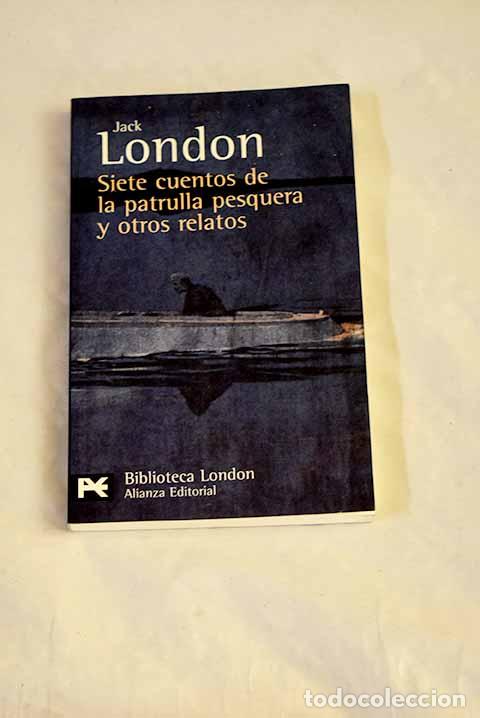 Jack
London
Siete cuentos de
la patrulla pesquera
y otros relatos
Biblioteca London
Alianza Editorial
todocoleccion